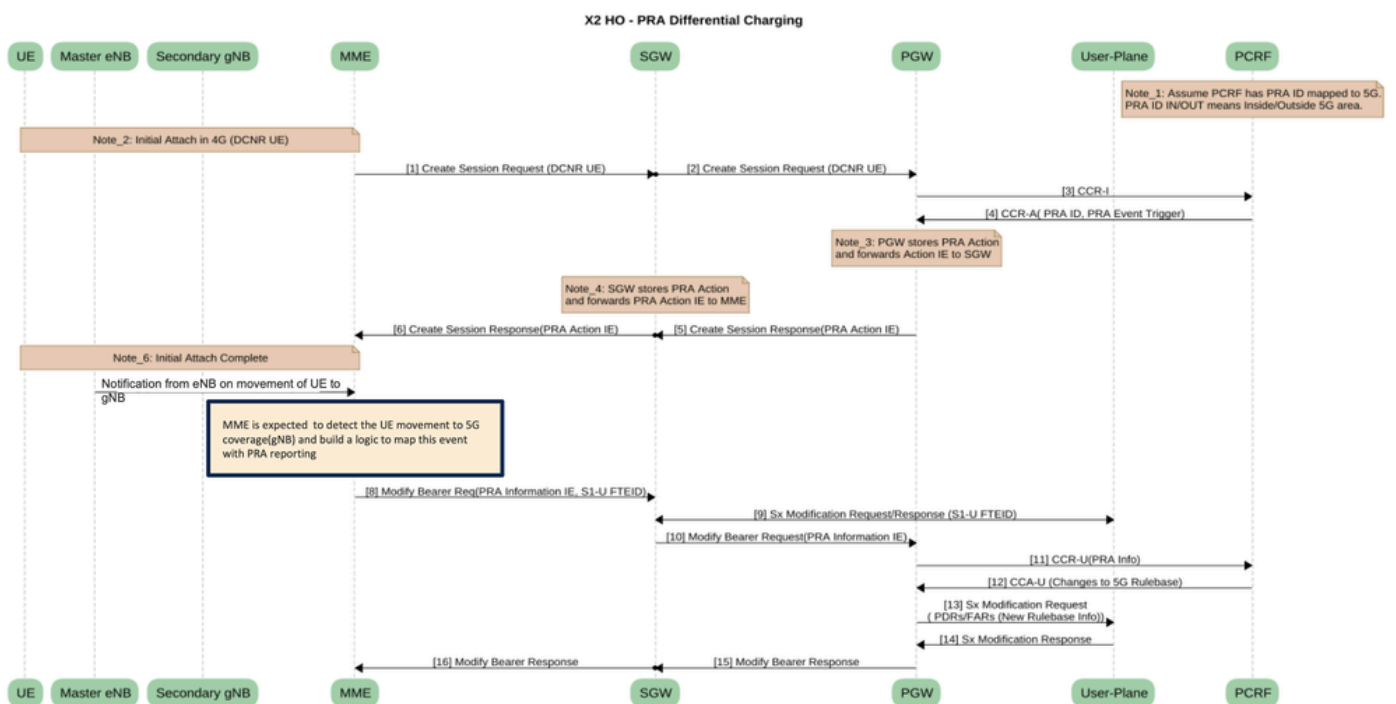 X2 HO - PRA Differential Charging
UE
Master eNB
Secondary gNB
MME
SGW
PGW
User-Plane
PCRF
Note_1: Assume PCRF has PRA ID mapped to 5G.
PRA ID IN/OUT means Inside/Outside 5G area.
Note_2: Initial Attach in 4G (DCNR UE)
[1] Create Session Request (DCNR UE)
[2] Create Session Request (DCNR UE)
[3] CCR-I
[4] CCR-A( PRA ID, PRA Event Trigger)
Note_3: PGW stores PRA Action
and forwards Action IE to SGW
Note_4: SGW stores PRA Action
and forwards PRA Action IE to MME
[6] Create Session Response(PRA Action IE)
[5] Create Session Response(PRA Action IE)
Note_6: Initial Attach Complete
Notification from eNB on movement of UE to
gNB
MME is expected to detect the UE movement to 5G
coverage(gNB) and build a logic to map this event
with PRA reporting
[8] Modify Bearer Req(PRA Information IE, S1-U FTEID)
[9] Sx Modification Request/Response (S1-U FTEID)
[10] Modify Bearer Request(PRA Information IE)
[11] CCR-U(PRA Info)
[12] CCA-U (Changes to 5G Rulebase)
[13] Sx Modification Request
( PDRs/FARs (New Rulebase Info))
[14] Sx Modification Response
[16] Modify Bearer Response
[15] Modify Bearer Response
UE
Master eNB
Secondary gNB
MME
SGW
PGW
User-Plane
PCRF